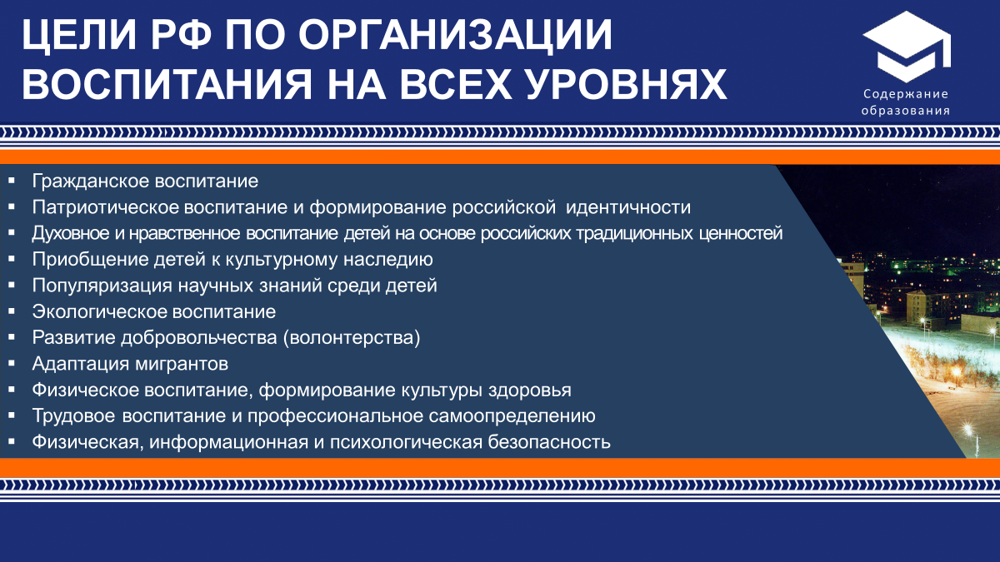 ЦЕЛИ РФ ПО ОРГАНИЗАЦИИ
ВОСПИТАНИЯ НА ВСЕХ УРОВНЯХ
Содержание
образования
▪ Гражданское воспитание
▪ Патриотическое воспитание и формирование российской идентичности
▪ Духовное и нравственное воспитание детей на основе российских традиционных ценностей
▪ Приобщение детей к культурному наследию
▪ Популяризация научных знаний среди детей
▪ Экологическое воспитание
▪ Развитие добровольчества (волонтерства)
▪ Адаптация мигрантов
▪ Физическое воспитание, формирование культуры здоровья
▪ Трудовое воспитание и профессиональное самоопределению
▪ Физическая, информационная и психологическая безопасность